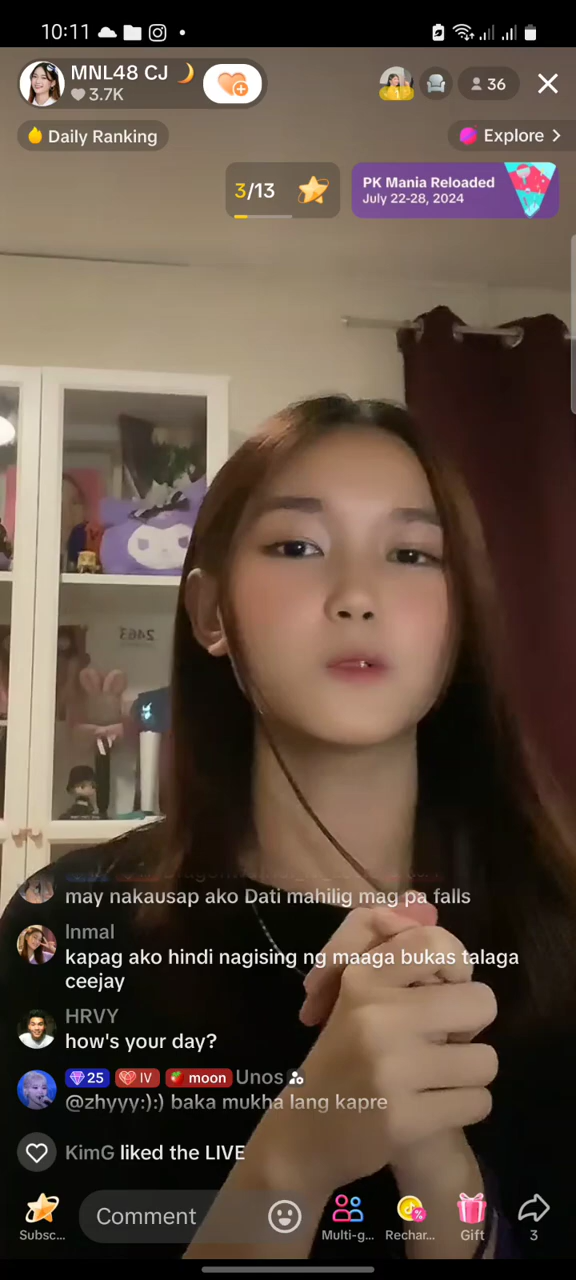 10:11
MNL48 CJ 🌙
3.7K
36
Daily Ranking
Explore >
3/13
PK Mania Reloaded
July 22-28, 2024
2463
may nakausap ako Dati mahilig mag pa falls
Inmal
kapag ako hindi nagising ng maaga bukas talaga
ceejay
HRVY
how's your day?
25 IV moon Unos
@zhyyy:):) baka mukha lang kapre
KimG liked the LIVE
Comment
Subsc... Multi-g... Rechar... Gift 3